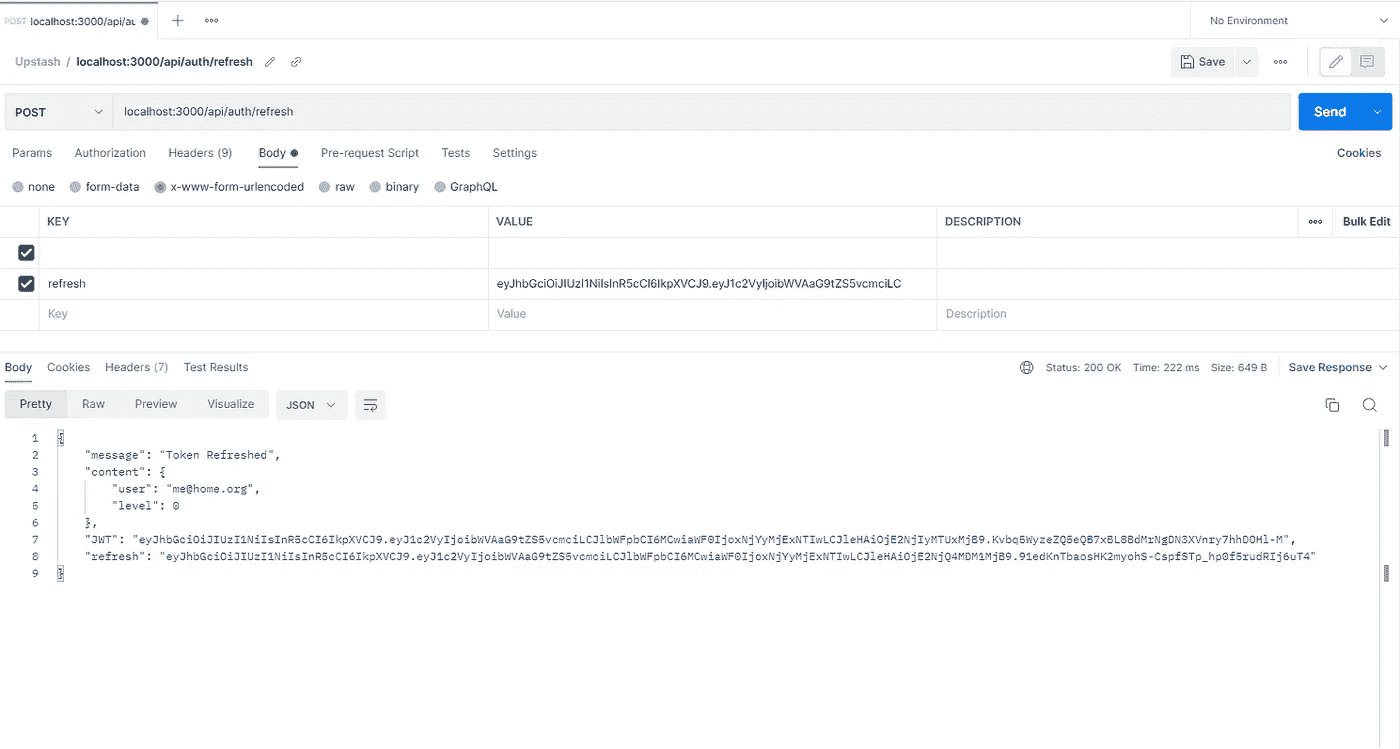 POST localhost:3000/api/au
No Environment
Upstash / localhost:3000/api/auth/refresh
Save
POST
localhost:3000/api/auth/refresh
Send
Params Authorization Headers (9) Body Pre-request Script Tests Settings Cookies
none form-data x-www-form-urlencoded raw binary GraphQL
KEY VALUE DESCRIPTION Bulk Edit
refresh eyJhbGciOiJIUzI1NiIsInR5cCI6IkpXVCJ9.eyJ1c2VyIjoibWVAaG9tZS5vcmciLC
Key Value Description
Body Cookies Headers (7) Test Results Status: 200 OK Time: 222 ms Size: 649 B Save Response
Pretty Raw Preview Visualize JSON
1 {
2 "message": "Token Refreshed",
3 "content": {
4 "user": "me@home.org",
5 "level": 0
6 },
7 "JWT": "eyJhbGciOiJIUzI1NiIsInR5cCI6IkpXVCJ9.eyJ1c2VyIjoibWVAaG9tZS5vcmciLCJlbWFpbCI6MCwiaWF0IjoxNjYyMjExNTIwLCJleHAiOjE2NjIyMTUxMjB9.Kvbq5WyzeZQ5eQB7xBL8BdMrNgDN3XVnry7hhDOHl-M",
8 "refresh": "eyJhbGciOiJIUzI1NiIsInR5cCI6IkpXVCJ9.eyJ1c2VyIjoibWVAaG9tZS5vcmciLCJlbWFpbCI6MCwiaWF0IjoxNjYyMjExNTIwLCJleHAiOjE2NjQ4MDM1MjB9.91edKnTbaosHK2myohS-CspfSTp_hp0f5rudRIj6uT4"
9 }